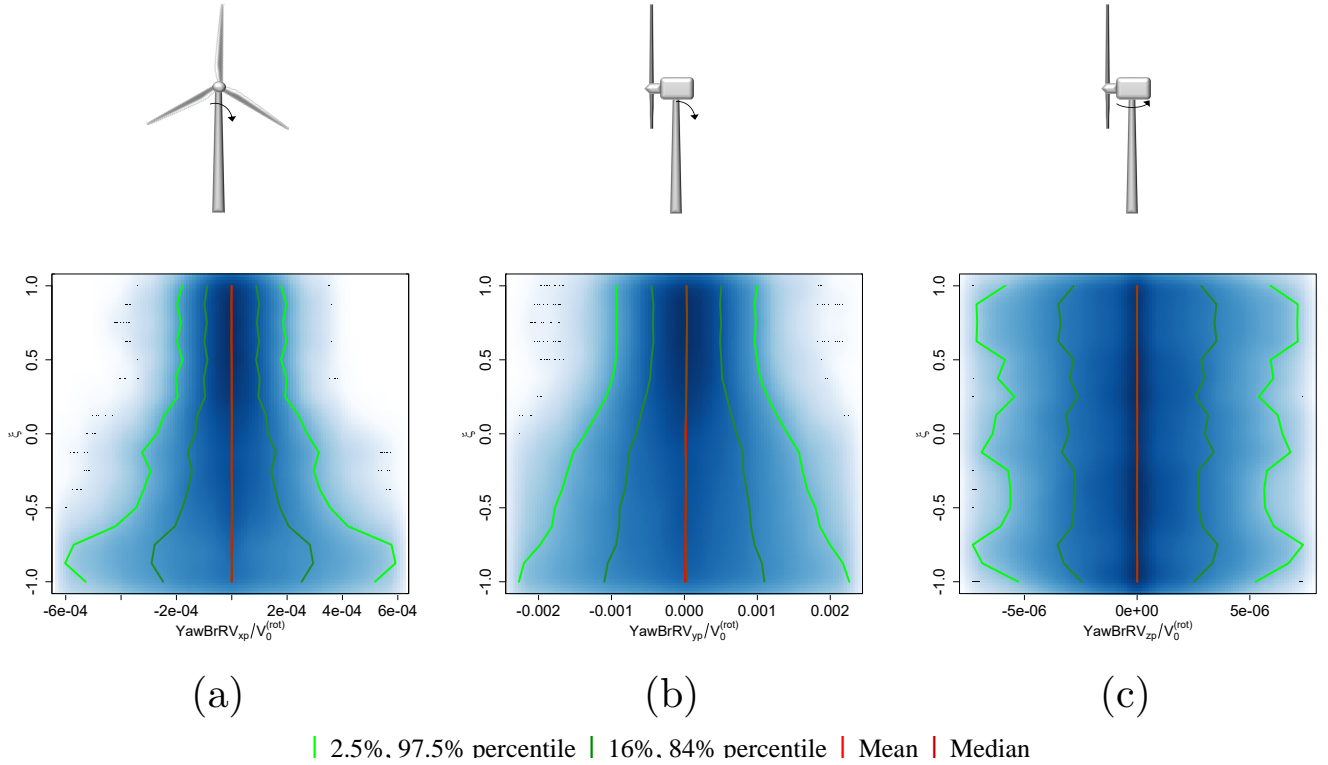 1.0
0.5
0.0
-0.5
-1.0
ξ
-6e-04 -2e-04 2e-04 4e-04 6e-04
YawBrRV_xp/V_0^(rot)
1.0
0.5
0.0
-0.5
-1.0
ξ
-0.002 -0.001 0.000 0.001 0.002
YawBrRV_yp/V_0^(rot)
1.0
0.5
0.0
-0.5
-1.0
ξ
-5e-06 0e+00 5e-06
YawBrRV_zp/V_0^(rot)
(a) (b) (c)
2.5%, 97.5% percentile 16%, 84% percentile Mean Median